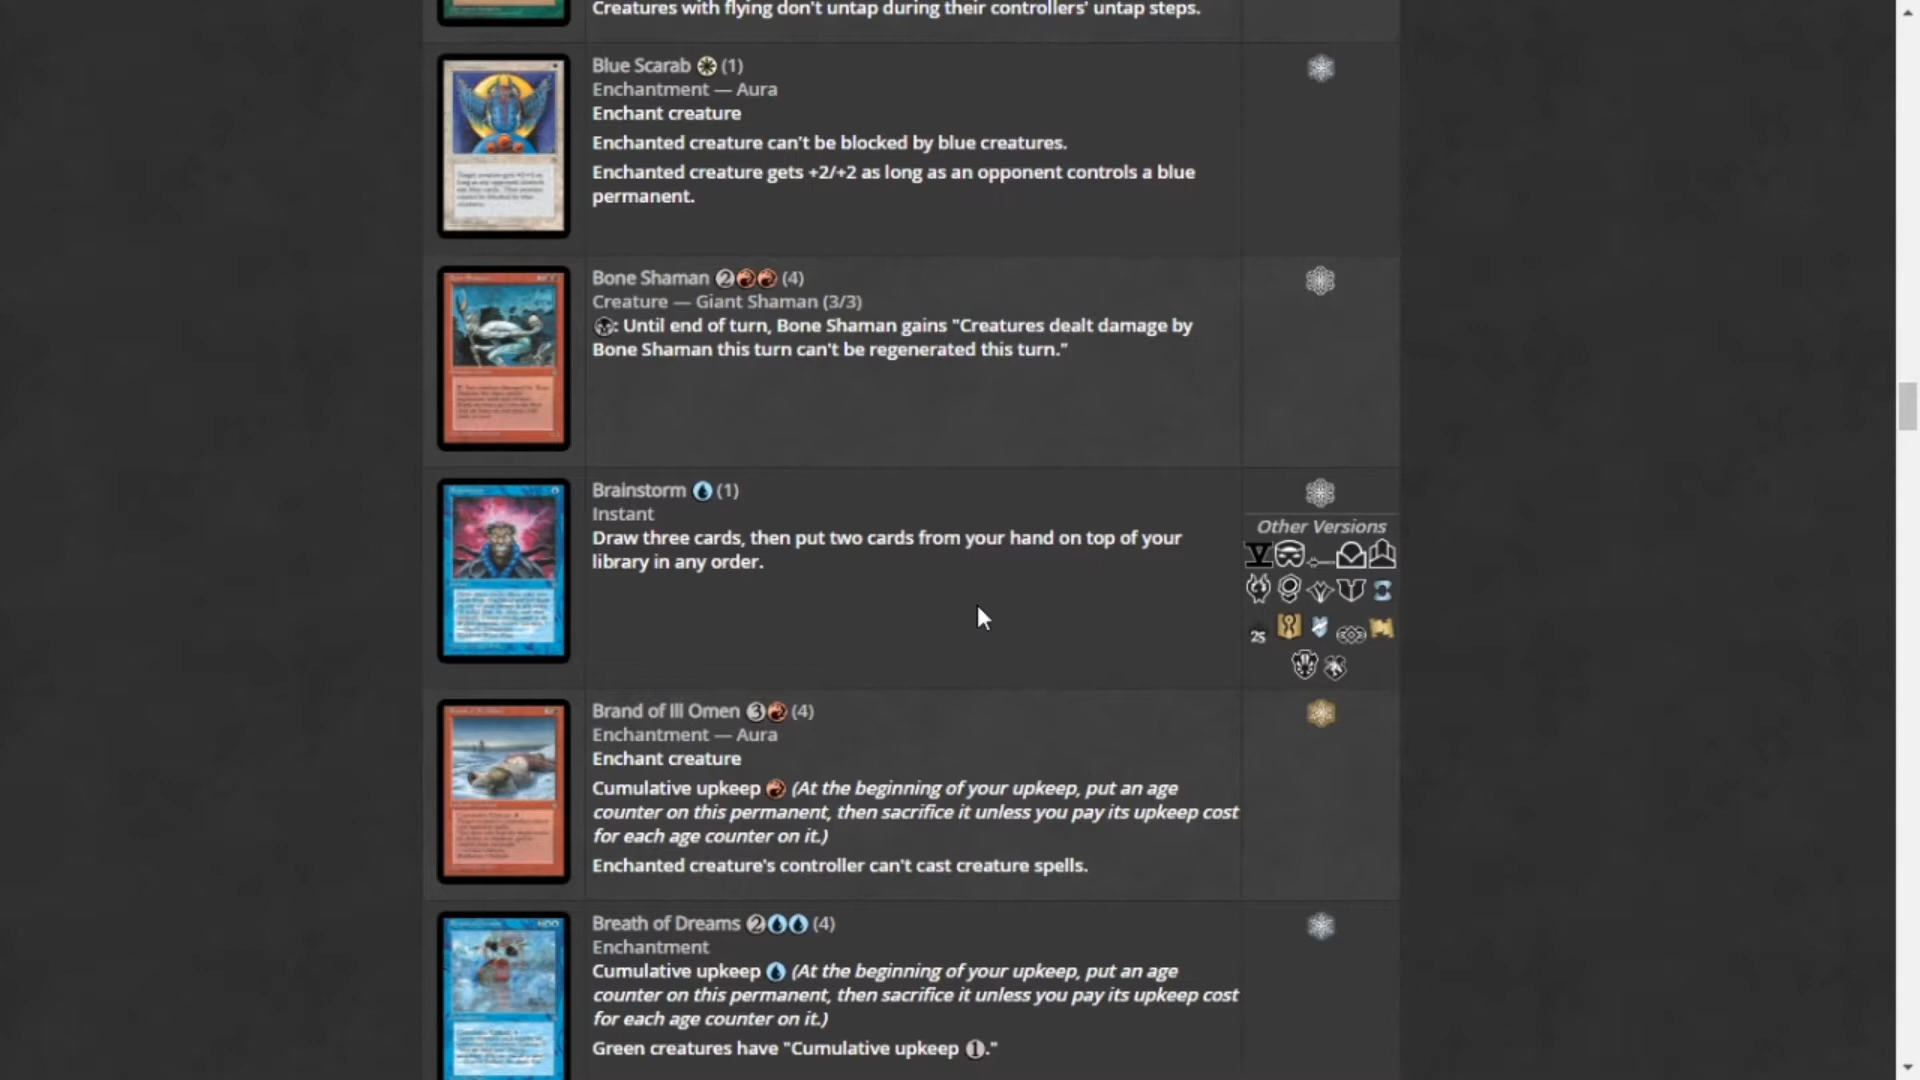 Creatures with flying don't untap during their controllers' untap steps.
Blue Scarab (1)
Enchantment — Aura
Enchant creature
Enchanted creature can't be blocked by blue creatures.
Enchanted creature gets +2/+2 as long as an opponent controls a blue
permanent.
Bone Shaman 2 (4)
Creature — Giant Shaman (3/3)
: Until end of turn, Bone Shaman gains "Creatures dealt damage by
Bone Shaman this turn can't be regenerated this turn."
Brainstorm (1)
Instant
Draw three cards, then put two cards from your hand on top of your
library in any order.
Other Versions
V
25
Brand of Ill Omen 3 (4)
Enchantment — Aura
Enchant creature
Cumulative upkeep (At the beginning of your upkeep, put an age
counter on this permanent, then sacrifice it unless you pay its upkeep cost
for each age counter on it.)
Enchanted creature's controller can't cast creature spells.
Breath of Dreams 2 (4)
Enchantment
Cumulative upkeep (At the beginning of your upkeep, put an age
counter on this permanent, then sacrifice it unless you pay its upkeep cost
for each age counter on it.)
Green creatures have "Cumulative upkeep 1."